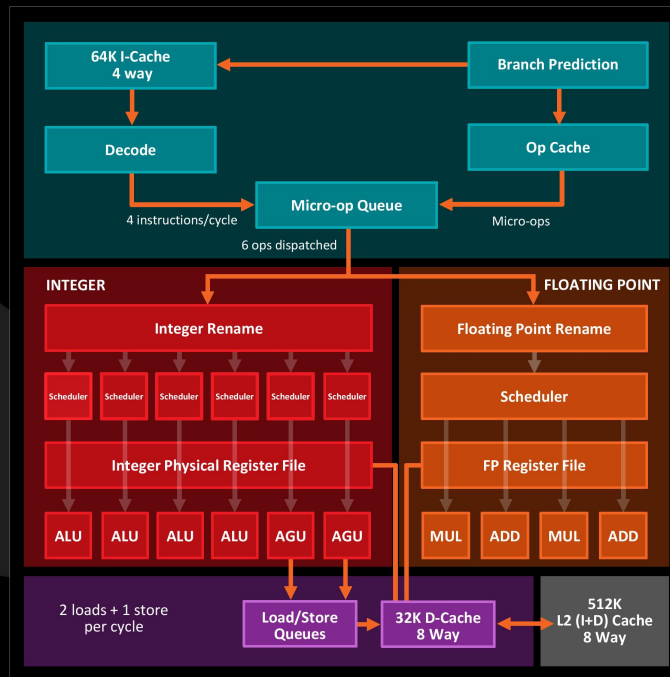 64K I-Cache
4 way
Branch Prediction
Decode
Op Cache
4 instructions/cycle
Micro-op Queue
Micro-ops
6 ops dispatched
INTEGER
FLOATING POINT
Integer Rename
Floating Point Rename
Scheduler
Scheduler
Scheduler
Scheduler
Scheduler
Scheduler
Scheduler
Integer Physical Register File
FP Register File
ALU
ALU
ALU
ALU
AGU
AGU
MUL
ADD
MUL
ADD
2 loads + 1 store
per cycle
Load/Store
Queues
32K D-Cache
8 Way
512K
L2 (I+D) Cache
8 Way